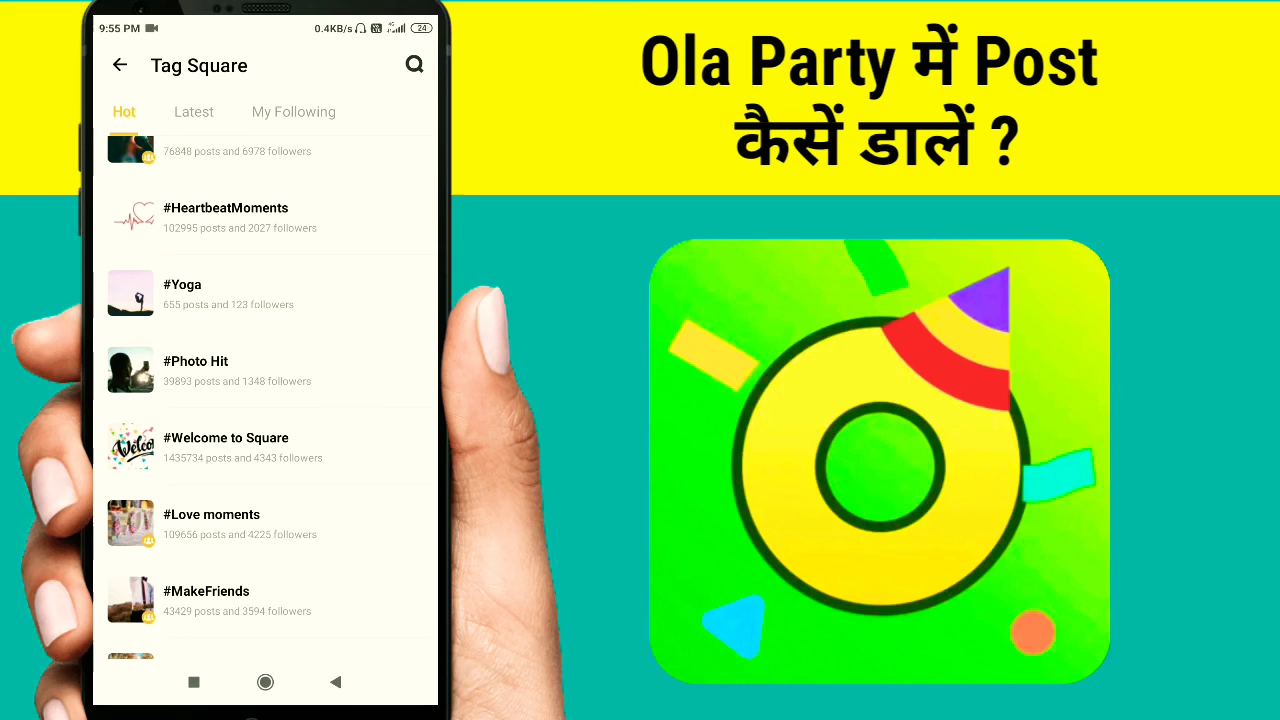 9:55 PM 0.4KB/s 4G 24
Tag Square
Hot Latest My Following
76848 posts and 6978 followers
#HeartbeatMoments
102995 posts and 2027 followers
#Yoga
655 posts and 123 followers
#Photo Hit
39893 posts and 1348 followers
#Welcome to Square
1435734 posts and 4343 followers
#Love moments
109656 posts and 4225 followers
#MakeFriends
43429 posts and 3594 followers
Ola Party में Post
कैसें डालें ?